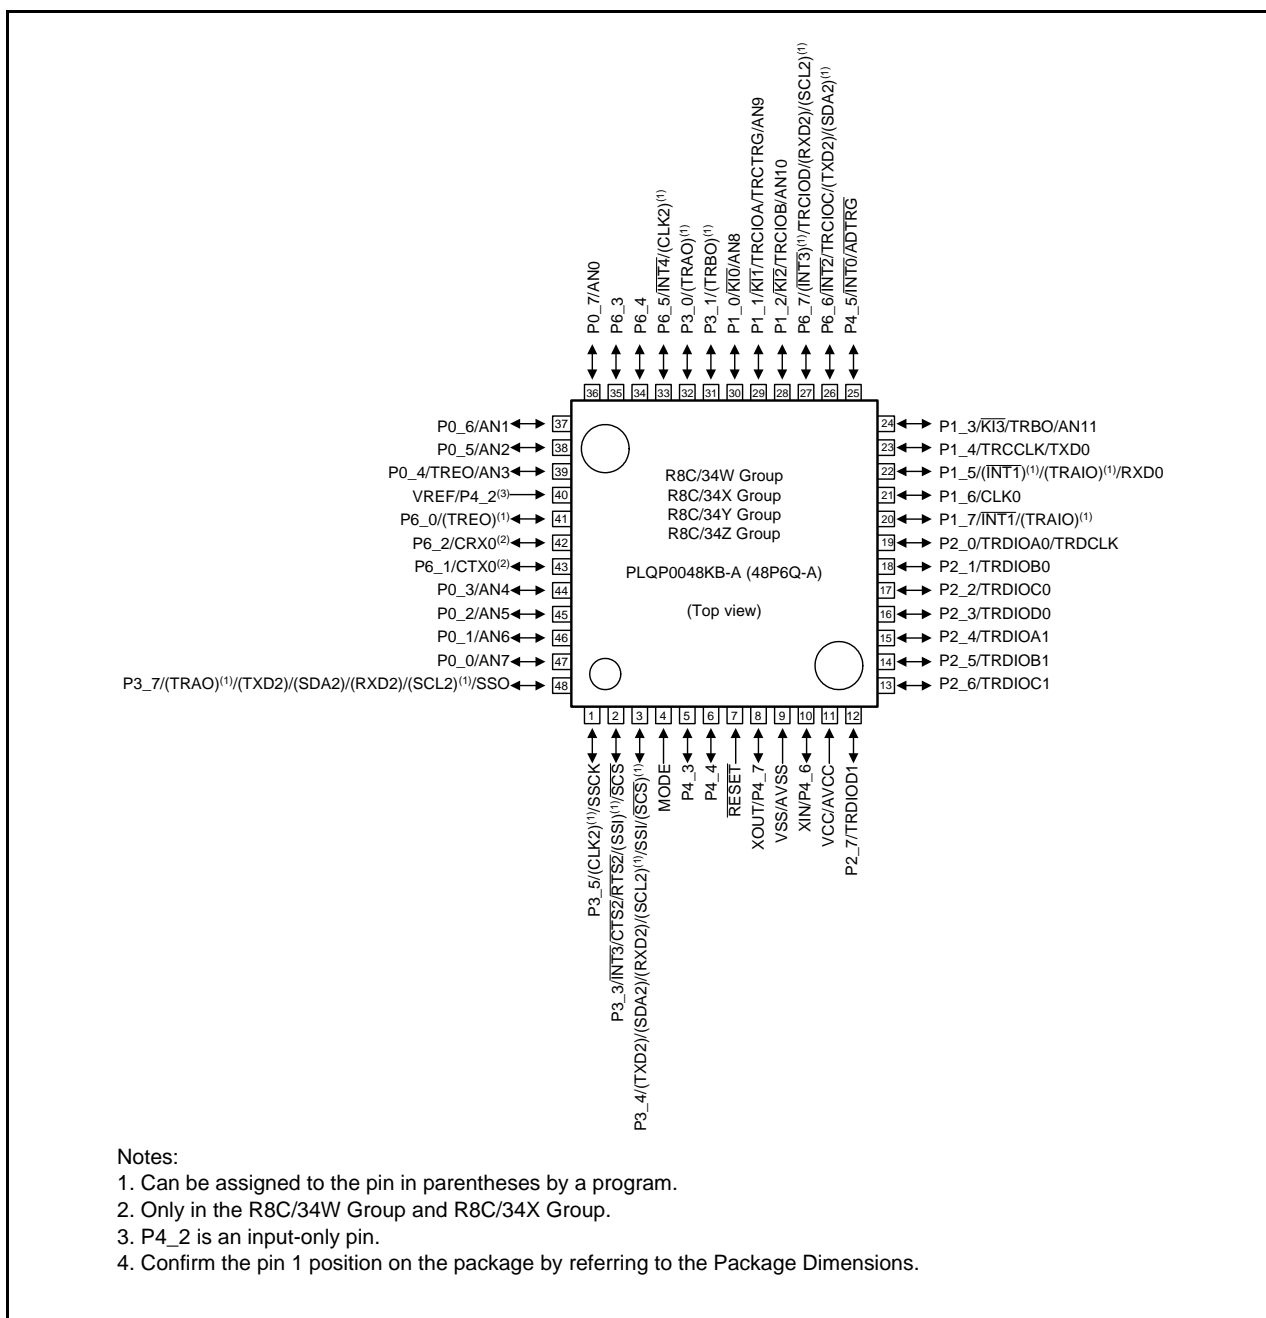 P0_7/AN0
P6_3
P6_4
P6_5/INT4/(CLK2)(1)
P3_0/(TRAO)(1)
P3_1/(TRBO)(1)
P1_0/KI0/AN8
P1_1/KI1/TRCIOA/TRCTRG/AN9
P1_2/KI2/TRCIOB/AN10
P6_7/(INT3)(1)/TRCIOD/(RXD2)/(SCL2)(1)
P6_6/INT2/TRCIOC/(TXD2)/(SDA2)(1)
P4_5/INT0/ADTRG
36 35 34 33 32 31 30 29 28 27 26 25
P0_6/AN1 37
P0_5/AN2 38
P0_4/TREO/AN3 39
VREF/P4_2(3) 40
P6_0/(TREO)(1) 41
P6_2/CRX0(2) 42
P6_1/CTX0(2) 43
P0_3/AN4 44
P0_2/AN5 45
P0_1/AN6 46
P0_0/AN7 47
P3_7/(TRAO)(1)/(TXD2)/(SDA2)/(RXD2)/(SCL2)(1)/SSO 48
R8C/34W Group
R8C/34X Group
R8C/34Y Group
R8C/34Z Group
PLQP0048KB-A (48P6Q-A)
(Top view)
24 P1_3/KI3/TRBO/AN11
23 P1_4/TRCCLK/TXD0
22 P1_5/(INT1)(1)/(TRAIO)(1)/RXD0
21 P1_6/CLK0
20 P1_7/INT1/(TRAIO)(1)
19 P2_0/TRDIOA0/TRDCLK
18 P2_1/TRDIOB0
17 P2_2/TRDIOC0
16 P2_3/TRDIOD0
15 P2_4/TRDIOA1
14 P2_5/TRDIOB1
13 P2_6/TRDIOC1
1 2 3 4 5 6 7 8 9 10 11 12
P3_5/(CLK2)(1)/SSCK
P3_3/INT3/CTS2/RTS2/(SSI)(1)/SCS
P3_4/(TXD2)/(SDA2)/(RXD2)/(SCL2)(1)/SSI/(SCS)(1)
MODE
P4_3
P4_4
RESET
XOUT/P4_7
VSS/AVSS
XIN/P4_6
VCC/AVCC
P2_7/TRDIOD1
Notes:
1. Can be assigned to the pin in parentheses by a program.
2. Only in the R8C/34W Group and R8C/34X Group.
3. P4_2 is an input-only pin.
4. Confirm the pin 1 position on the package by referring to the Package Dimensions.